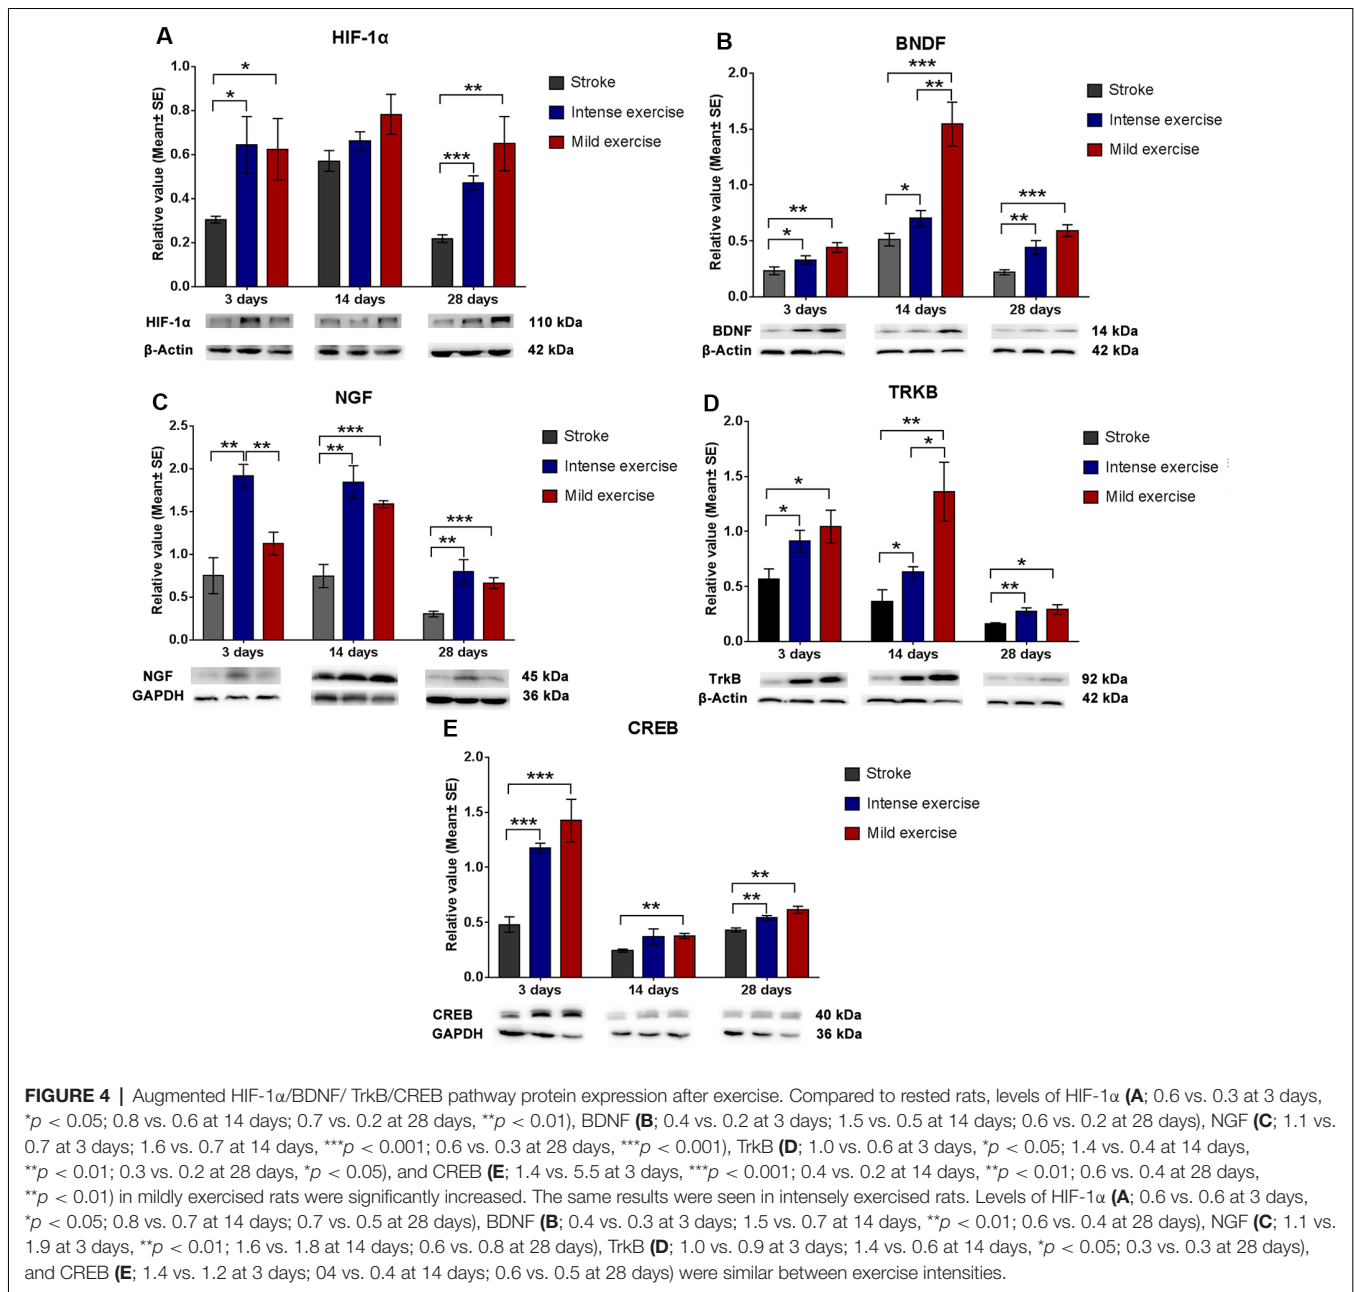 A
HIF-1α
Relative value (Mean± SE)
1.0
0.8
0.6
0.4
0.2
0.0
*
*
***
**
3 days
14 days
28 days
Stroke
Intense exercise
Mild exercise
HIF-1α
110 kDa
β-Actin
42 kDa
B
BNDF
Relative value (Mean± SE)
2.0
1.5
1.0
0.5
0.0
**
*
***
**
*
***
**
3 days
14 days
28 days
Stroke
Intense exercise
Mild exercise
BDNF
14 kDa
β-Actin
42 kDa
C
NGF
Relative value (Mean± SE)
2.5
2.0
1.5
1.0
0.5
0.0
**
**
***
**
***
**
3 days
14 days
28 days
Stroke
Intense exercise
Mild exercise
NGF
45 kDa
GAPDH
36 kDa
D
TRKB
Relative value (Mean± SE)
2.0
1.5
1.0
0.5
0.0
*
*
**
*
*
*
**
3 days
14 days
28 days
Stroke
Intense exercise
Mild exercise
TrkB
92 kDa
β-Actin
42 kDa
E
CREB
Relative value (Mean± SE)
2.0
1.5
1.0
0.5
0.0
***
***
**
**
**
3 days
14 days
28 days
Stroke
Intense exercise
Mild exercise
CREB
40 kDa
GAPDH
36 kDa
FIGURE 4 | Augmented HIF-1α/BDNF/ TrkB/CREB pathway protein expression after exercise. Compared to rested rats, levels of HIF-1α (A; 0.6 vs. 0.3 at 3 days,
*p < 0.05; 0.8 vs. 0.6 at 14 days; 0.7 vs. 0.2 at 28 days, **p < 0.01), BDNF (B; 0.4 vs. 0.2 at 3 days; 1.5 vs. 0.5 at 14 days; 0.6 vs. 0.2 at 28 days), NGF (C; 1.1 vs.
0.7 at 3 days; 1.6 vs. 0.7 at 14 days, ***p < 0.001; 0.6 vs. 0.3 at 28 days, ***p < 0.001), TrkB (D; 1.0 vs. 0.6 at 3 days, *p < 0.05; 1.4 vs. 0.4 at 14 days,
**p < 0.01; 0.3 vs. 0.2 at 28 days, *p < 0.05), and CREB (E; 1.4 vs. 5.5 at 3 days, ***p < 0.001; 0.4 vs. 0.2 at 14 days, **p < 0.01; 0.6 vs. 0.4 at 28 days,
**p < 0.01) in mildly exercised rats were significantly increased. The same results were seen in intensely exercised rats. Levels of HIF-1α (A; 0.6 vs. 0.6 at 3 days,
*p < 0.05; 0.8 vs. 0.7 at 14 days; 0.7 vs. 0.5 at 28 days), BDNF (B; 0.4 vs. 0.3 at 3 days; 1.5 vs. 0.7 at 14 days, **p < 0.01; 0.6 vs. 0.4 at 28 days), NGF (C; 1.1 vs.
1.9 at 3 days, **p < 0.01; 1.6 vs. 1.8 at 14 days; 0.6 vs. 0.8 at 28 days), TrkB (D; 1.0 vs. 0.9 at 3 days; 1.4 vs. 0.6 at 14 days, *p < 0.05; 0.3 vs. 0.3 at 28 days),
and CREB (E; 1.4 vs. 1.2 at 3 days; 04 vs. 0.4 at 14 days; 0.6 vs. 0.5 at 28 days) were similar between exercise intensities.